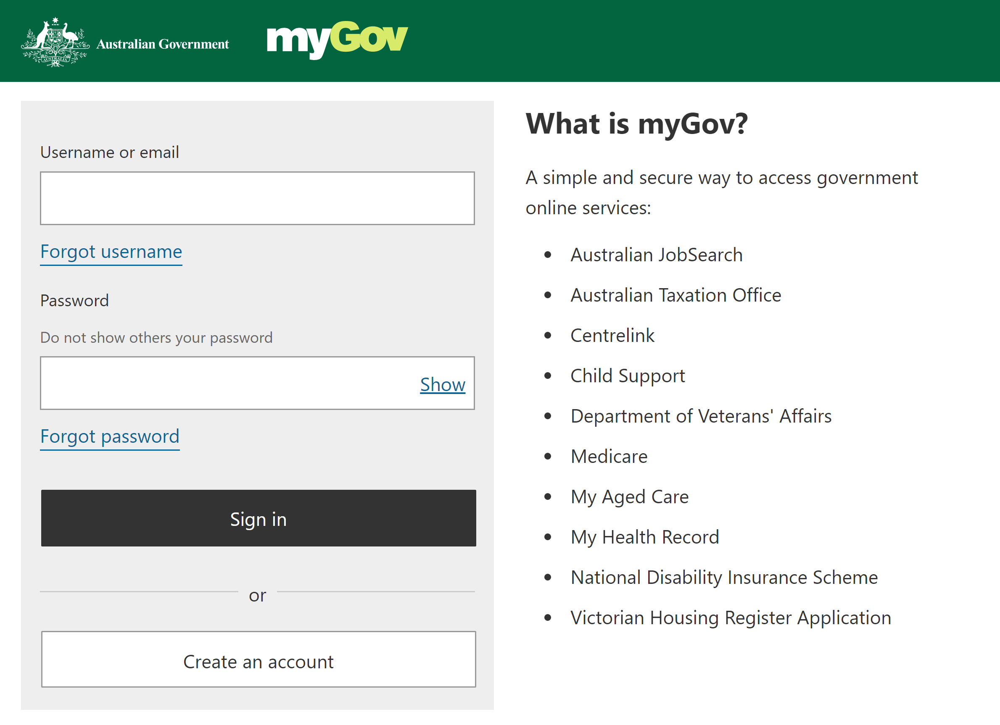 AUSTRALIA
Australian Government
myGov
Username or email
Forgot username
Password
Do not show others your password
Show
Forgot password
Sign in
or
Create an account
What is myGov?
A simple and secure way to access government
online services:
• Australian JobSearch
• Australian Taxation Office
• Centrelink
• Child Support
• Department of Veterans' Affairs
• Medicare
• My Aged Care
• My Health Record
• National Disability Insurance Scheme
• Victorian Housing Register Application